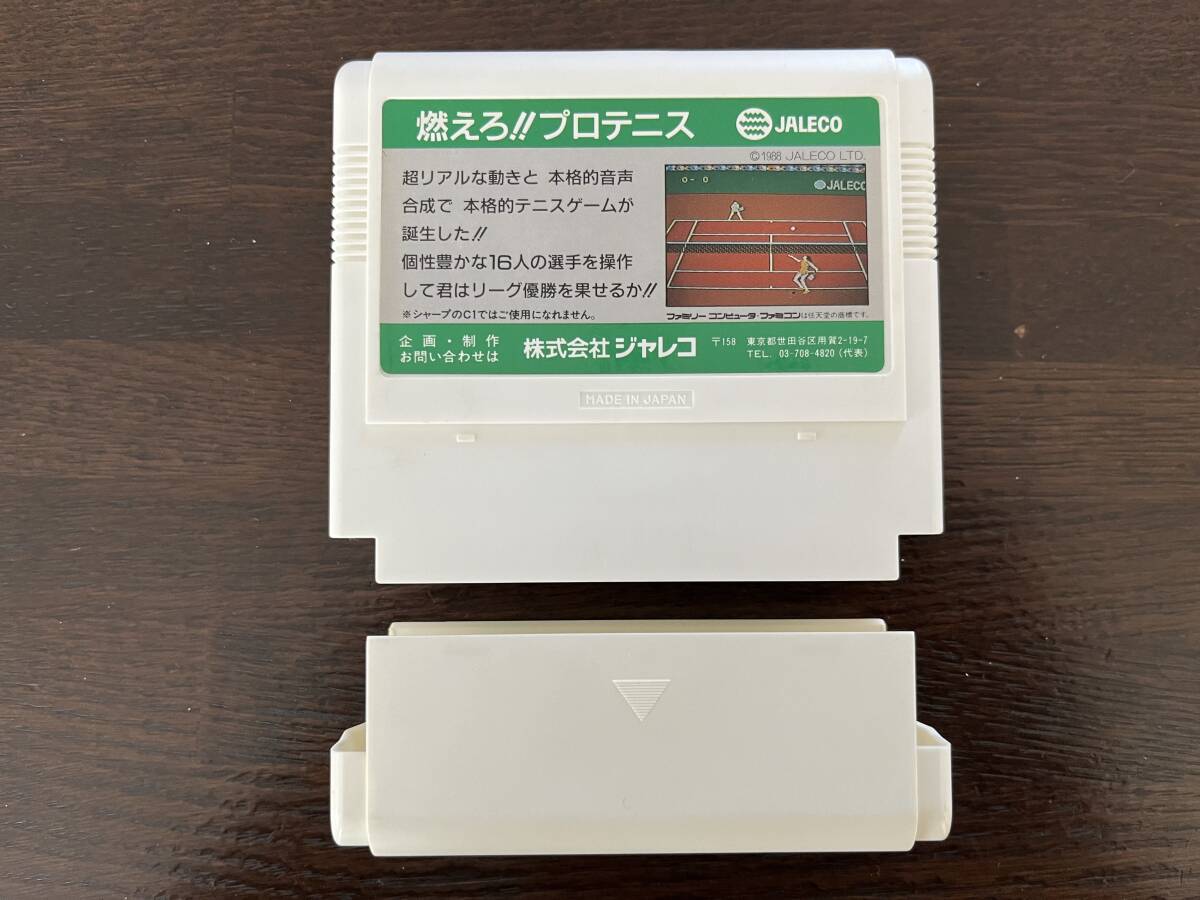 燃えろ!!プロテニス JALECO
©1988 JALECO LTD.
超リアルな動きと 本格的音声
合成で 本格的テニスゲームが
誕生した!!
個性豊かな16人の選手を操作
して君はリーグ優勝を果せるか!!
※シャープのC1ではご使用になれません。
0- 0
JALECO
ファミリー コンピュータ・ファミコンは任天堂の商標です。
企画・制作
お問い合わせは
株式会社 ジャレコ
〒158 東京都世田谷区用賀2-19-7
TEL. 03-708-4820 (代表)
MADE IN JAPAN